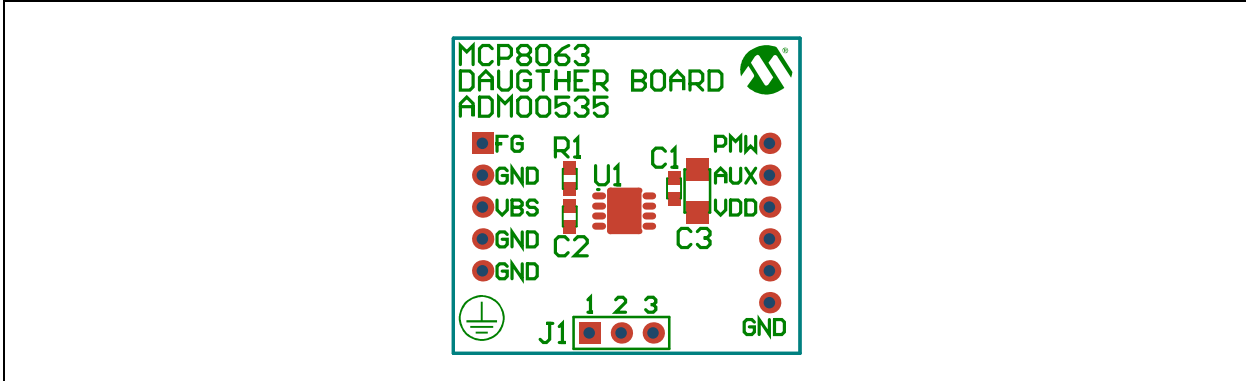 MCP8063
DAUGTHER BOARD
ADM00535
FG
R1
PMW
C1
GND
U1
AUX
VBS
VDD
GND
C2
C3
GND
1 2 3
J1
GND
®